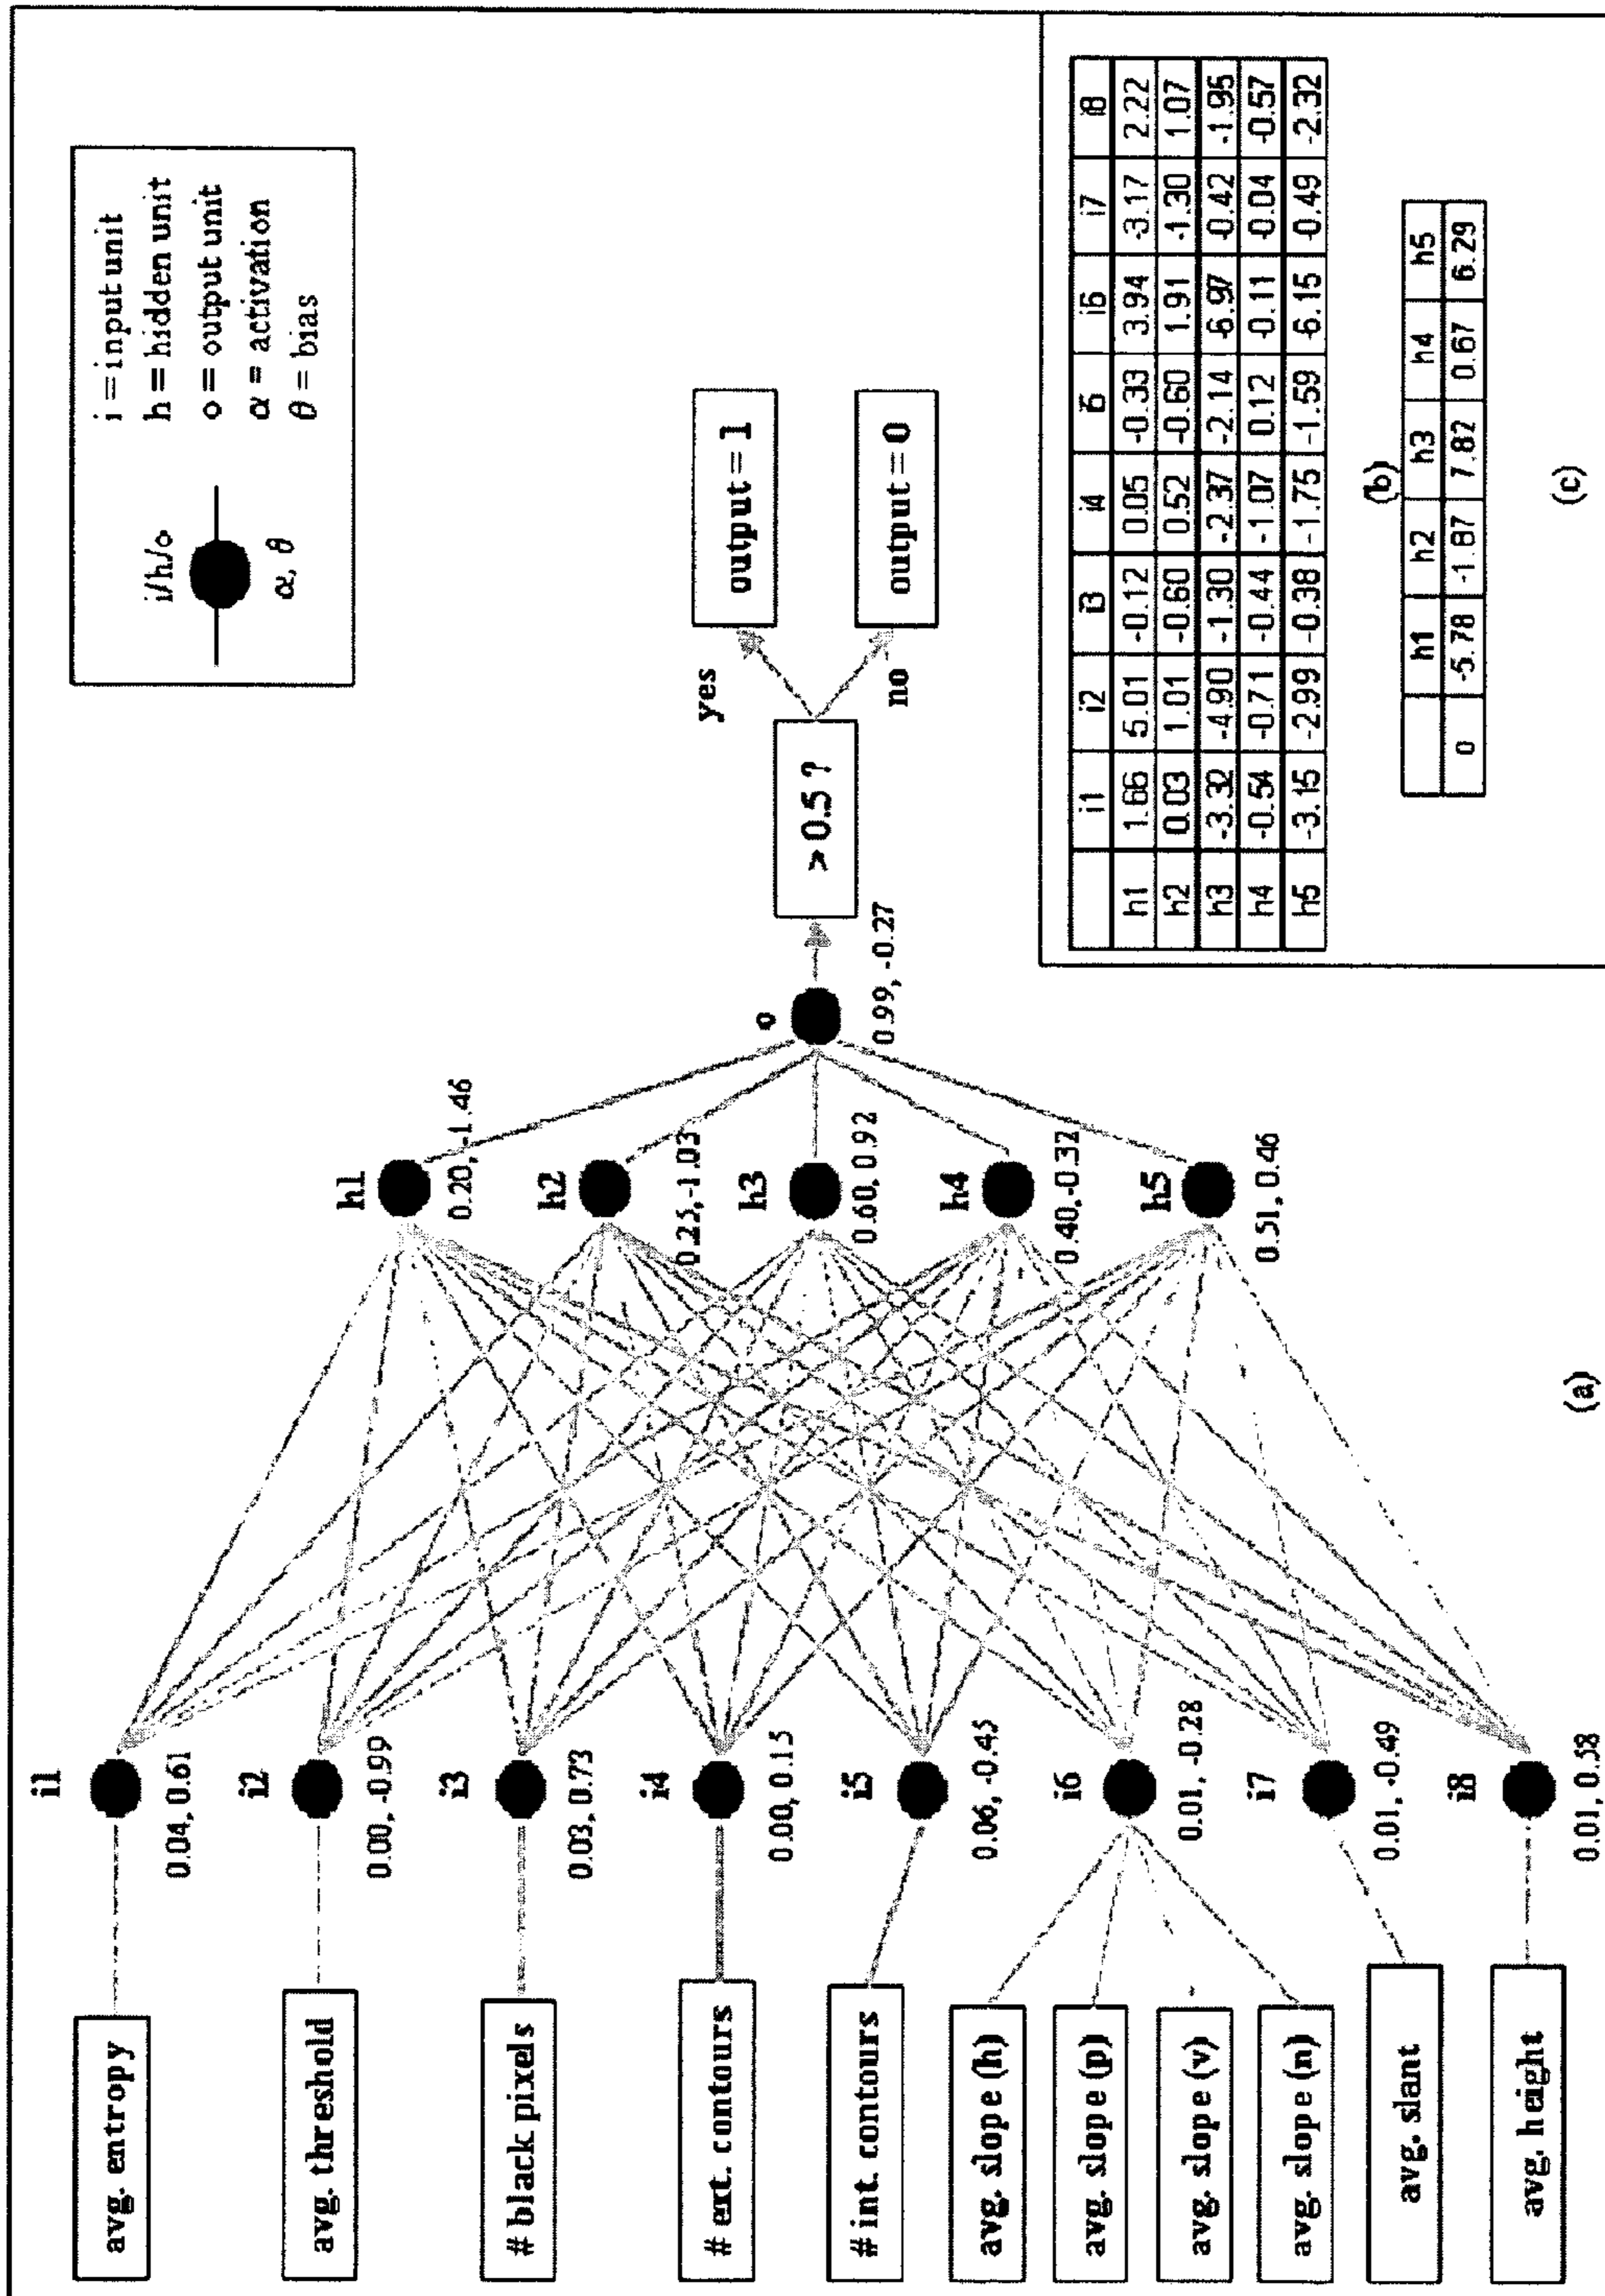 i = input unit
h = hidden unit
o = output unit
α = activation
θ = bias
i/h/o
α, θ
avg. entropy
avg. threshold
# black pixels
# ext. contours
# int. contours
avg. slope (h)
avg. slope (p)
avg. slope (v)
avg. slope (n)
avg. slant
avg. height
i1
0.04, 0.61
i2
0.00, -0.99
i3
0.03, 0.73
i4
0.00, 0.15
i5
0.06, -0.45
i6
0.01, -0.28
i7
0.01, -0.49
i8
0.01, 0.58
h1
0.20, -1.46
h2
0.25, -1.03
h3
0.60, 0.92
h4
0.40, -0.32
h5
0.51, 0.46
o
0.99, -0.27
> 0.5 ?
yes
no
output = 1
output = 0
(a)
i1 i2 i3 i4 i5 i6 i7 i8
h1 1.66 5.01 -0.12 0.05 -0.33 3.94 -3.17 2.22
h2 0.03 1.01 -0.60 0.52 -0.60 1.91 -1.30 1.07
h3 -3.32 -4.90 -1.30 -2.37 -2.14 -6.97 -0.42 -1.95
h4 -0.54 -0.71 -0.44 -1.07 0.12 -0.11 -0.04 -0.57
h5 -3.15 -2.99 -0.38 -1.75 -1.59 -6.15 -0.49 -2.32
(b)
h1 h2 h3 h4 h5
0 -5.78 -1.87 7.82 0.67 6.29
(c)